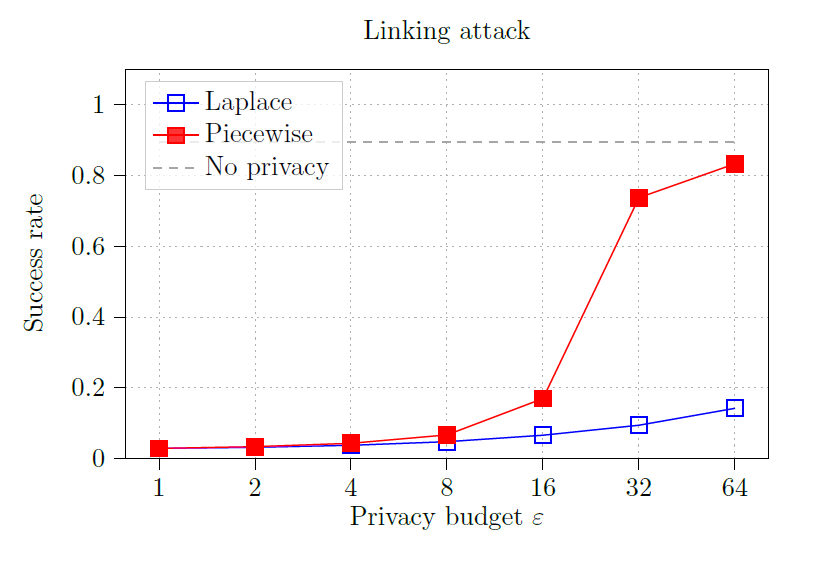 Linking attack
Laplace
Piecewise
No privacy
1
0.8
0.6
0.4
0.2
0
Success rate
1 2 4 8 16 32 64
Privacy budget ε